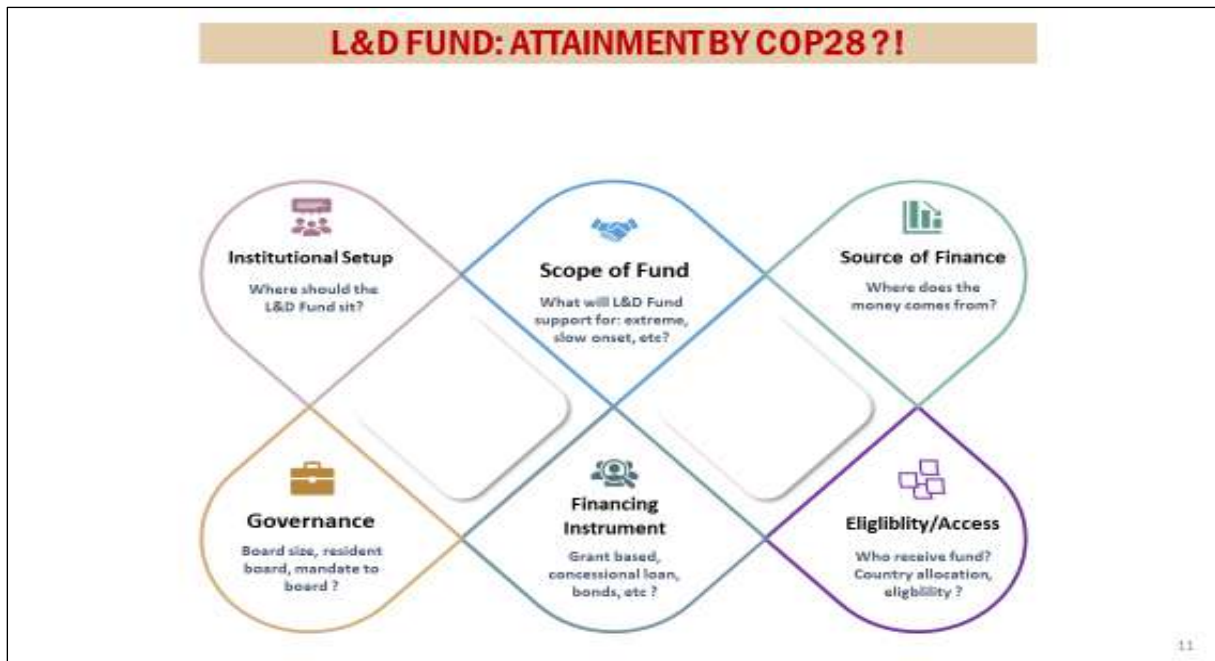 L&D FUND: ATTAINMENT BY COP28 ?!
Institutional Setup
Where should the
L&D Fund sit?
Scope of Fund
What will L&D Fund
support for: extreme,
slow onset, etc?
Source of Finance
Where does the
money comes from?
Governance
Board size, resident
board, mandate to
board ?
Financing
Instrument
Grant based,
concessional loan,
bonds, etc ?
Eligliblity/Access
Who receive fund?
Country allocation,
eligblility ?
11